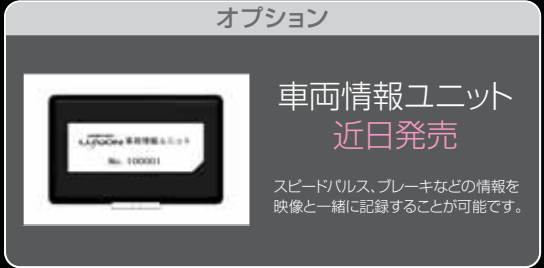 オプション
車両情報ユニット
No. 100001
車両情報ユニット
近日発売
スピードパルス、ブレーキなどの情報を
映像と一緒に記録することが可能です。